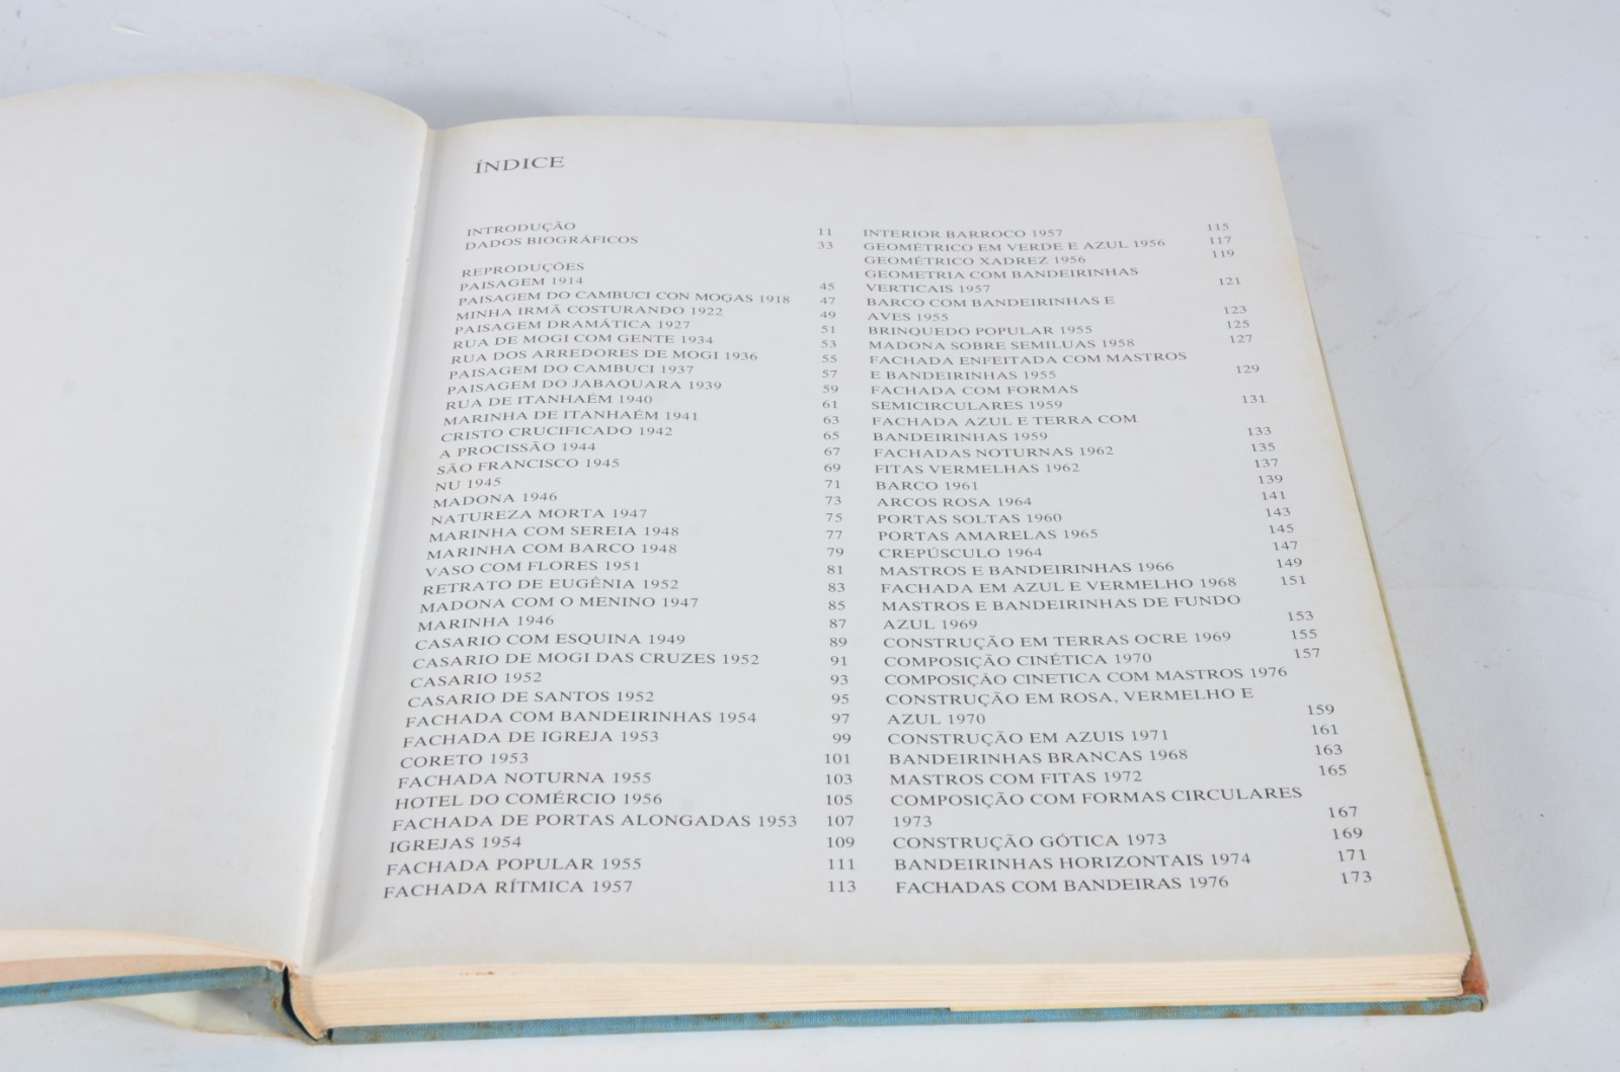 ÍNDICE
INTRODUÇÃO 11
DADOS BIOGRÁFICOS 33
REPRODUÇÕES
PAISAGEM 1914 45
PAISAGEM DO CAMBUCI CON MOGAS 1918 47
MINHA IRMÃ COSTURANDO 1922 49
PAISAGEM DRAMÁTICA 1927 51
RUA DE MOGI COM GENTE 1934 53
RUA DOS ARREDORES DE MOGI 1936 55
PAISAGEM DO CAMBUCI 1937 57
PAISAGEM DO JABAQUARA 1939 59
RUA DE ITANHAÉM 1940 61
MARINHA DE ITANHAÉM 1941 63
CRISTO CRUCIFICADO 1942 65
A PROCISSÃO 1944 67
SÃO FRANCISCO 1945 69
NU 1945 71
MADONA 1946 73
NATUREZA MORTA 1947 75
MARINHA COM SEREIA 1948 77
MARINHA COM BARCO 1948 79
VASO COM FLORES 1951 81
RETRATO DE EUGÊNIA 1952 83
MADONA COM O MENINO 1947 85
MARINHA 1946 87
CASARIO COM ESQUINA 1949 89
CASARIO DE MOGI DAS CRUZES 1952 91
CASARIO 1952 93
CASARIO DE SANTOS 1952 95
FACHADA COM BANDEIRINHAS 1954 97
FACHADA DE IGREJA 1953 99
CORETO 1953 101
FACHADA NOTURNA 1955 103
HOTEL DO COMÉRCIO 1956 105
FACHADA DE PORTAS ALONGADAS 1953 107
IGREJAS 1954 109
FACHADA POPULAR 1955 111
FACHADA RÍTMICA 1957 113
INTERIOR BARROCO 1957 115
GEOMÉTRICO EM VERDE E AZUL 1956 117
GEOMÉTRICO XADREZ 1956 119
GEOMETRIA COM BANDEIRINHAS
VERTICAIS 1957 121
BARCO COM BANDEIRINHAS E
AVES 1955 123
BRINQUEDO POPULAR 1955 125
MADONA SOBRE SEMILUAS 1958 127
FACHADA ENFEITADA COM MASTROS
E BANDEIRINHAS 1955 129
FACHADA COM FORMAS
SEMICIRCULARES 1959 131
FACHADA AZUL E TERRA COM
BANDEIRINHAS 1959 133
FACHADAS NOTURNAS 1962 135
FITAS VERMELHAS 1962 137
BARCO 1961 139
ARCOS ROSA 1964 141
PORTAS SOLTAS 1960 143
PORTAS AMARELAS 1965 145
CREPÚSCULO 1964 147
MASTROS E BANDEIRINHAS 1966 149
FACHADA EM AZUL E VERMELHO 1968 151
MASTROS E BANDEIRINHAS DE FUNDO
AZUL 1969 153
CONSTRUÇÃO EM TERRAS OCRE 1969 155
COMPOSIÇÃO CINÉTICA 1970 157
COMPOSIÇÃO CINETICA COM MASTROS 1976
CONSTRUÇÃO EM ROSA, VERMELHO E
AZUL 1970 159
CONSTRUÇÃO EM AZUIS 1971 161
BANDEIRINHAS BRANCAS 1968 163
MASTROS COM FITAS 1972 165
COMPOSIÇÃO COM FORMAS CIRCULARES
1973 167
CONSTRUÇÃO GÓTICA 1973 169
BANDEIRINHAS HORIZONTAIS 1974 171
FACHADAS COM BANDEIRAS 1976 173